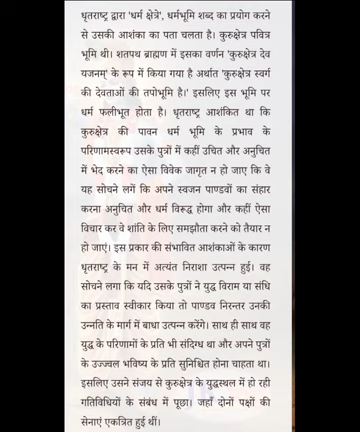 धृतराष्ट्र द्वारा 'धर्म क्षेत्रे', धर्मभूमि शब्द का प्रयोग करने
से उसकी आशंका का पता चलता है। कुरुक्षेत्र पवित्र
भूमि थी। शतपथ ब्राह्मण में इसका वर्णन 'कुरुक्षेत्र देव
यजनम्' के रूप में किया गया है अर्थात 'कुरुक्षेत्र स्वर्ग
की देवताओं की तपोभूमि है।' इसलिए इस भूमि पर
धर्म फलीभूत होता है। धृतराष्ट्र आशंकित था कि
कुरुक्षेत्र की पावन धर्म भूमि के प्रभाव के
परिणामस्वरूप उसके पुत्रों में कहीं उचित और अनुचित
में भेद करने का ऐसा विवेक जागृत न हो जाए कि वे
यह सोचने लगें कि अपने स्वजन पाण्डवों का संहार
करना अनुचित और धर्म विरूद्ध होगा और कहीं ऐसा
विचार कर वे शांति के लिए समझौता करने को तैयार न
हो जाएं। इस प्रकार की संभावित आशंकाओं के कारण
धृतराष्ट्र के मन में अत्यंत निराशा उत्पन्न हुई। वह
सोचने लगा कि यदि उसके पुत्रों ने युद्ध विराम या संधि
का प्रस्ताव स्वीकार किया तो पाण्डव निरन्तर उनकी
उन्नति के मार्ग में बाधा उत्पन्न करेंगे। साथ ही साथ वह
युद्ध के परिणामों के प्रति भी संदिग्ध था और अपने पुत्रों
के उज्ज्वल भविष्य के प्रति सुनिश्चित होना चाहता था।
इसलिए उसने संजय से कुरुक्षेत्र के युद्धस्थल में हो रही
गतिविधियों के संबंध में पूछा। जहाँ दोनों पक्षों की
सेनाएं एकत्रित हुई थीं।